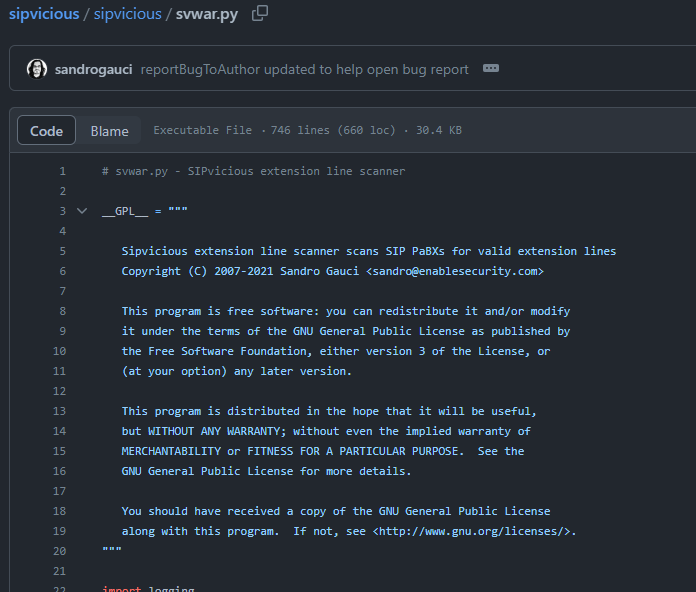 sipvicious / sipvicious / svwar.py
sandrogauci reportBugToAuthor updated to help open bug report
Code Blame Executable File · 746 lines (660 loc) · 30.4 KB
1 # svwar.py - SIPvicious extension line scanner
2
3 __GPL__ = """
4
5 Sipvicious extension line scanner scans SIP PaBXs for valid extension lines
6 Copyright (C) 2007-2021 Sandro Gauci <sandro@enablesecurity.com>
7
8 This program is free software: you can redistribute it and/or modify
9 it under the terms of the GNU General Public License as published by
10 the Free Software Foundation, either version 3 of the License, or
11 (at your option) any later version.
12
13 This program is distributed in the hope that it will be useful,
14 but WITHOUT ANY WARRANTY; without even the implied warranty of
15 MERCHANTABILITY or FITNESS FOR A PARTICULAR PURPOSE.  See the
16 GNU General Public License for more details.
17
18 You should have received a copy of the GNU General Public License
19 along with this program.  If not, see <http://www.gnu.org/licenses/>.
20 """
21
22 import logging